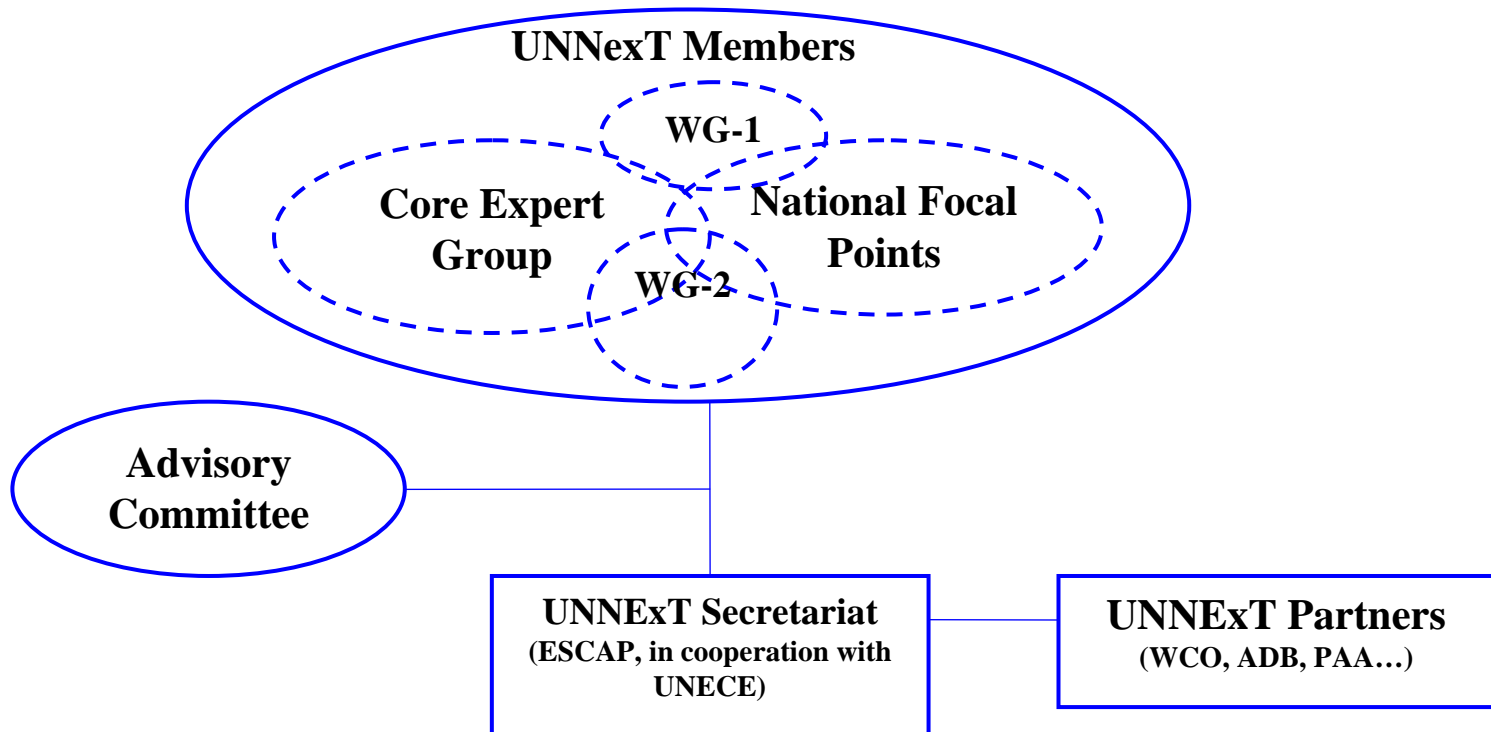 UNNexT Members
WG-1
Core Expert
Group
National Focal
Points
WG-2
Advisory
Committee
UNNExT Secretariat
(ESCAP, in cooperation with
UNECE)
UNNExT Partners
(WCO, ADB, PAA…)